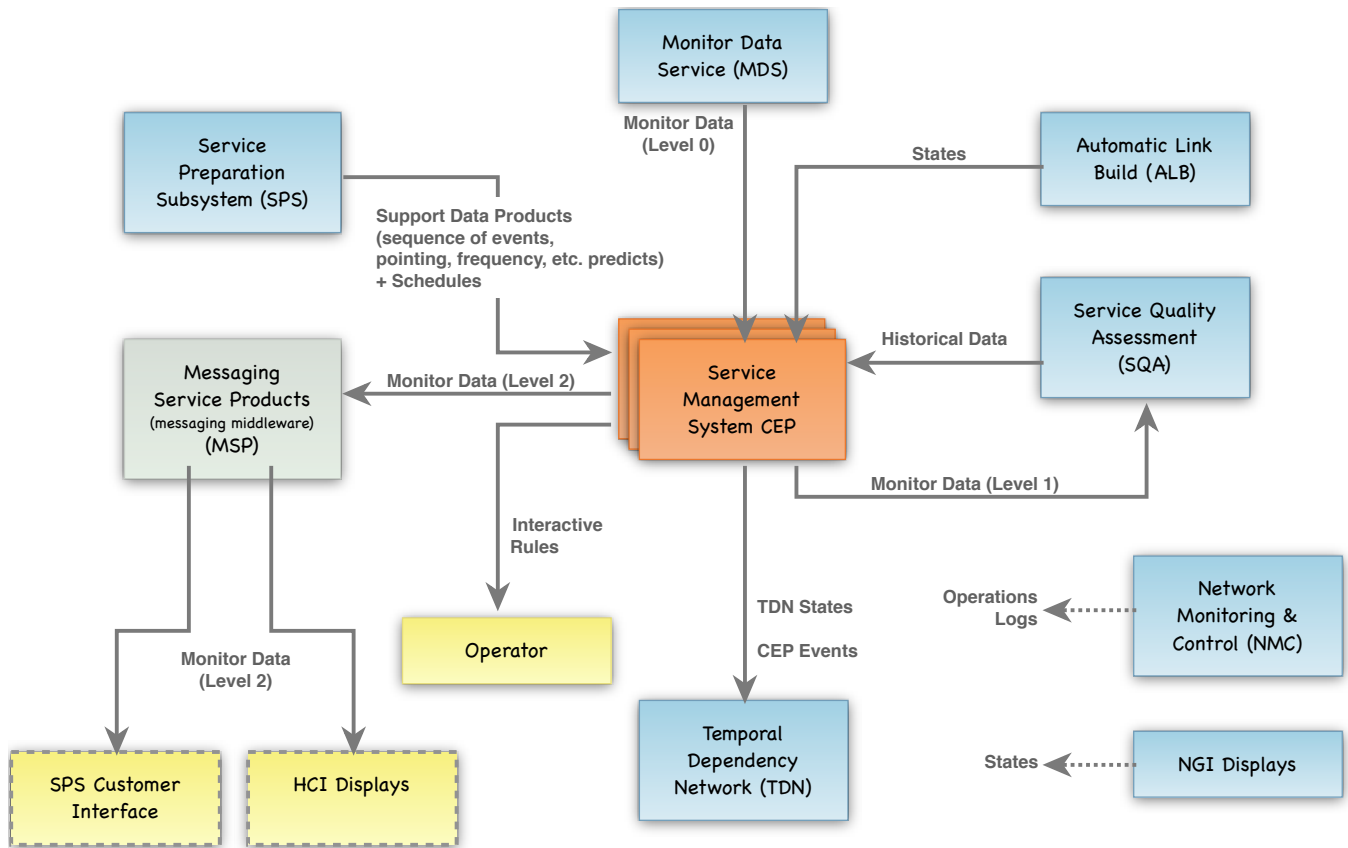 Monitor Data
Service (MDS)
Service
Preparation
Subsystem (SPS)
Monitor Data
(Level 0)
States
Automatic Link
Build (ALB)
Support Data Products
(sequence of events,
pointing, frequency, etc. predicts)
+ Schedules
Messaging
Service Products
(messaging middleware)
(MSP)
Monitor Data (Level 2)
Service
Management
System CEP
Historical Data
Service Quality
Assessment
(SQA)
Monitor Data (Level 1)
Interactive
Rules
Operator
TDN States
CEP Events
Operations
Logs
Network
Monitoring &
Control (NMC)
Monitor Data
(Level 2)
SPS Customer
Interface
HCI Displays
Temporal
Dependency
Network (TDN)
States
NGI Displays